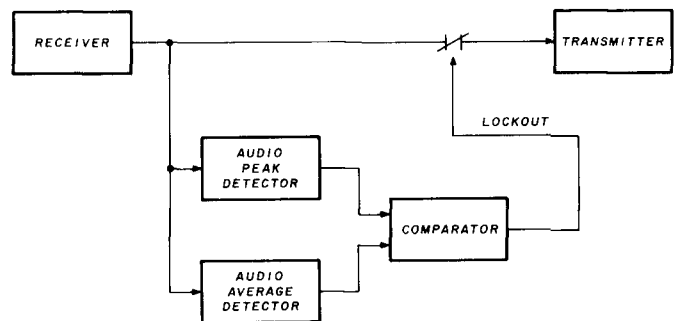 RECEIVER
TRANSMITTER
LOCKOUT
AUDIO
PEAK
DETECTOR
COMPARATOR
AUDIO
AVERAGE
DETECTOR